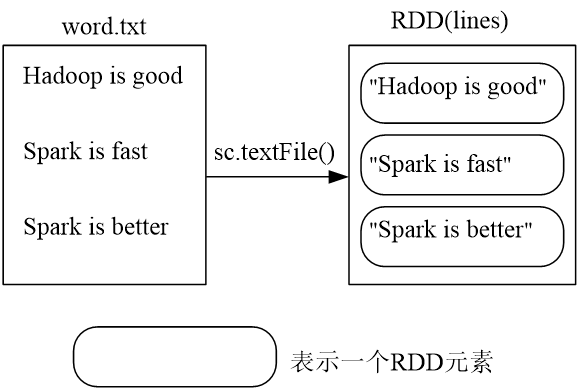 word.txt
Hadoop is good
Spark is fast
Spark is better
sc.textFile()
RDD(lines)
"Hadoop is good"
"Spark is fast"
"Spark is better"
表示一个RDD元素